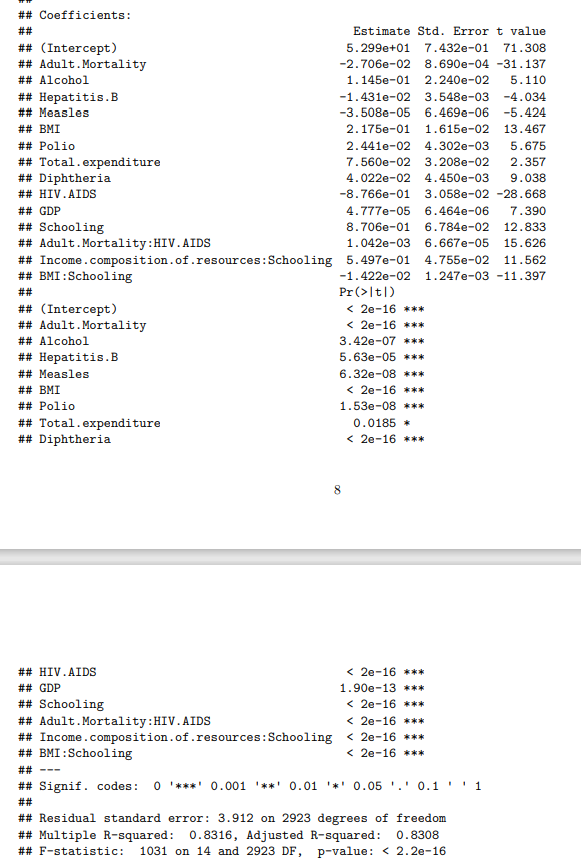 ##
## Coefficients:
## Estimate Std. Error t value
## (Intercept) 5.299e+01 7.432e-01 71.308
## Adult.Mortality -2.706e-02 8.690e-04 -31.137
## Alcohol 1.145e-01 2.240e-02 5.110
## Hepatitis.B -1.431e-02 3.548e-03 -4.034
## Measles -3.508e-05 6.469e-06 -5.424
## BMI 2.175e-01 1.615e-02 13.467
## Polio 2.441e-02 4.302e-03 5.675
## Total.expenditure 7.560e-02 3.208e-02 2.357
## Diphtheria 4.022e-02 4.450e-03 9.038
## HIV.AIDS -8.766e-01 3.058e-02 -28.668
## GDP 4.777e-05 6.464e-06 7.390
## Schooling 8.706e-01 6.784e-02 12.833
## Adult.Mortality:HIV.AIDS 1.042e-03 6.667e-05 15.626
## Income.composition.of.resources:Schooling 5.497e-01 4.755e-02 11.562
## BMI:Schooling -1.422e-02 1.247e-03 -11.397
## Pr(>|t|)
## (Intercept) < 2e-16 ***
## Adult.Mortality < 2e-16 ***
## Alcohol 3.42e-07 ***
## Hepatitis.B 5.63e-05 ***
## Measles 6.32e-08 ***
## BMI < 2e-16 ***
## Polio 1.53e-08 ***
## Total.expenditure 0.0185 *
## Diphtheria < 2e-16 ***
8
## HIV.AIDS < 2e-16 ***
## GDP 1.90e-13 ***
## Schooling < 2e-16 ***
## Adult.Mortality:HIV.AIDS < 2e-16 ***
## Income.composition.of.resources:Schooling < 2e-16 ***
## BMI:Schooling < 2e-16 ***
## ---
## Signif. codes: 0 '***' 0.001 '**' 0.01 '*' 0.05 '.' 0.1 ' ' 1
##
## Residual standard error: 3.912 on 2923 degrees of freedom
## Multiple R-squared: 0.8316, Adjusted R-squared: 0.8308
## F-statistic: 1031 on 14 and 2923 DF, p-value: < 2.2e-16